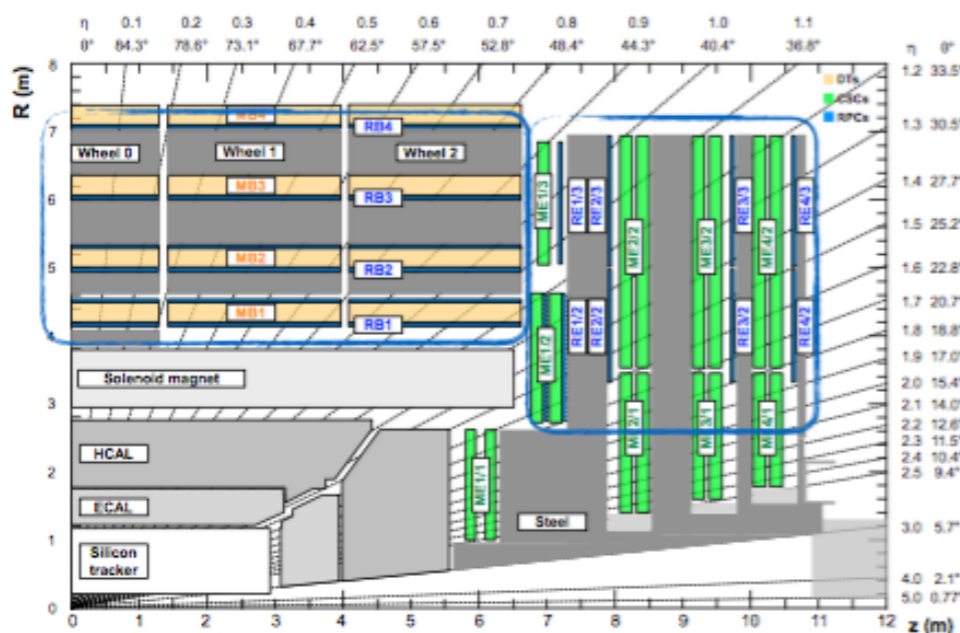 η 0.1 0.2 0.3 0.4 0.5 0.6 0.7 0.8 0.9 1.0 1.1
θ° 84.3° 78.6° 73.1° 67.7° 62.5° 57.5° 52.8° 48.4° 44.3° 40.4° 36.8° η θ°
R (m)
8
7
6
5
4
3
2
1
0
1.2 33.5°
1.3 30.5°
1.4 27.7°
1.5 25.2°
1.6 22.8°
1.7 20.7°
1.8 18.8°
1.9 17.0°
2.0 15.4°
2.1 14.0°
2.2 12.6°
2.3 11.5°
2.4 10.4°
2.5 9.4°
3.0 5.7°
4.0 2.1°
5.0 0.77°
DTs
CSCs
RPCs
MB4
RB4
Wheel 0
Wheel 1
Wheel 2
MB3
RB3
MB2
RB2
MB1
RB1
ME1/3
RE1/3
RE2/3
ME2/2
ME3/2
RE3/3
ME4/2
RE4/3
ME1/2
RE1/2
RE2/2
RE3/2
RE4/2
Solenoid magnet
ME2/1
ME3/1
ME4/1
HCAL
ME1/1
ECAL
Steel
Silicon
tracker
0 1 2 3 4 5 6 7 8 9 10 11 12
z (m)